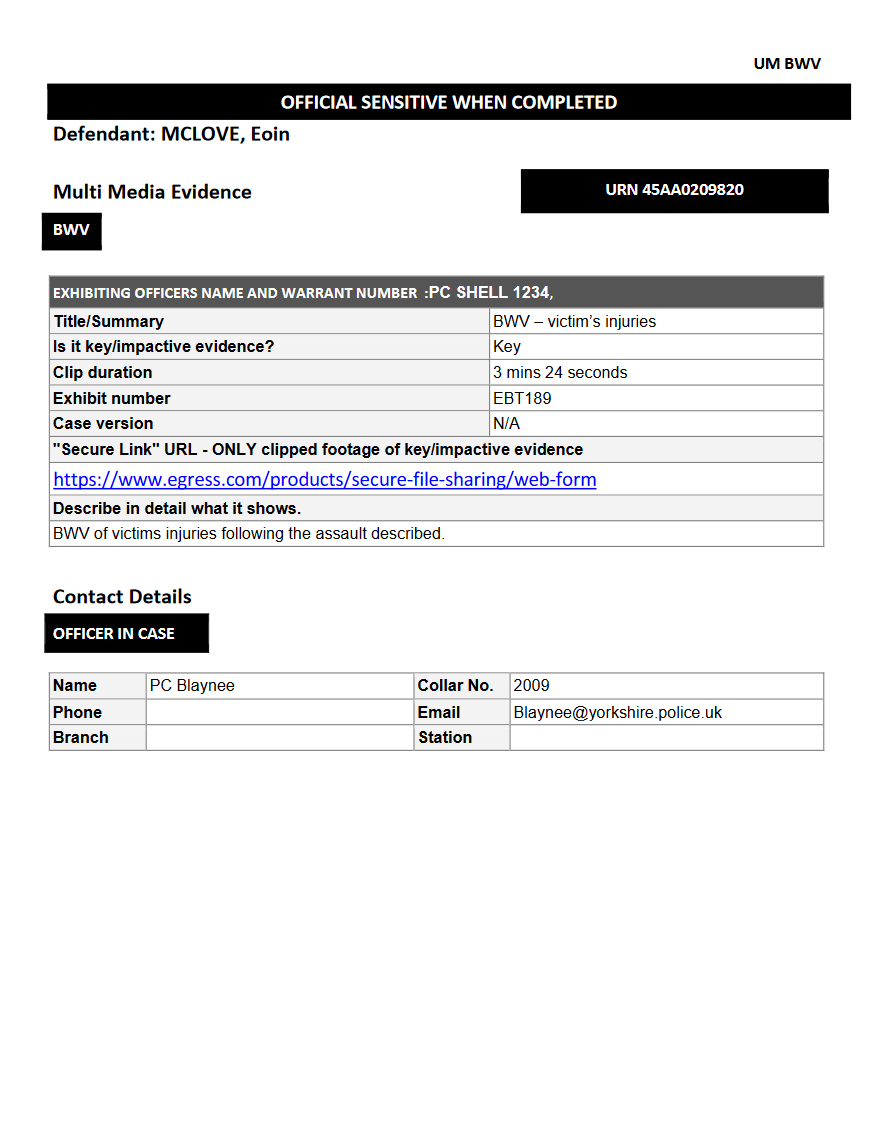 UM BWV
OFFICIAL SENSITIVE WHEN COMPLETED
Defendant: MCLOVE, Eoin
Multi Media Evidence
URN 45AA0209820
BWV
EXHIBITING OFFICERS NAME AND WARRANT NUMBER :PC SHELL 1234,
Title/Summary BWV – victim’s injuries
Is it key/impactive evidence? Key
Clip duration 3 mins 24 seconds
Exhibit number EBT189
Case version N/A
"Secure Link" URL - ONLY clipped footage of key/impactive evidence
https://www.egress.com/products/secure-file-sharing/web-form
Describe in detail what it shows.
BWV of victims injuries following the assault described.
Contact Details
OFFICER IN CASE
Name PC Blaynee Collar No. 2009
Phone Email Blaynee@yorkshire.police.uk
Branch Station